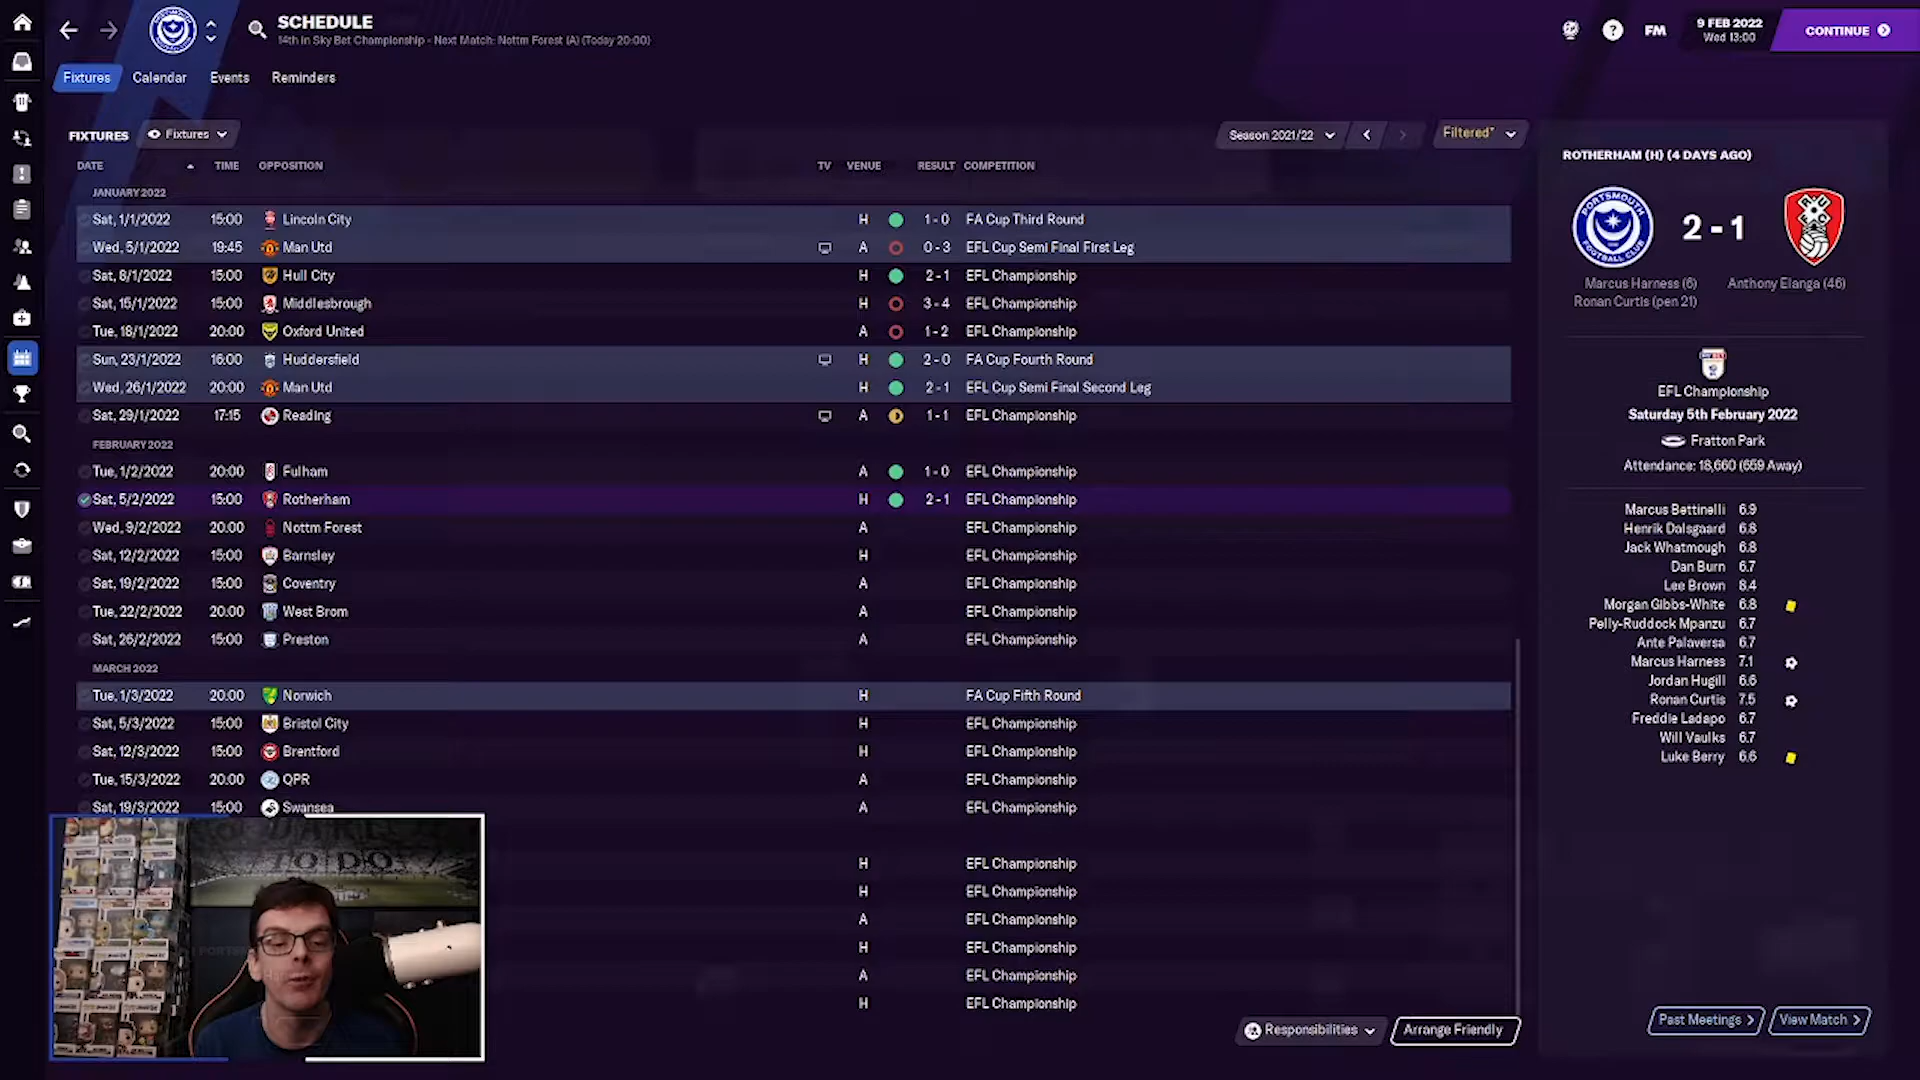 SCHEDULE
14th in Sky Bet Championship - Next Match: Nottm Forest (A) (Today 20:00)
FM
9 FEB 2022
Wed 13:00
CONTINUE
Fixtures Calendar Events Reminders
FIXTURES Fixtures
Season 2021/22
Filtered*
DATE TIME OPPOSITION TV VENUE RESULT COMPETITION
JANUARY 2022
Sat, 1/1/2022 15:00 Lincoln City H 1 - 0 FA Cup Third Round
Wed, 5/1/2022 19:45 Man Utd A 0 - 3 EFL Cup Semi Final First Leg
Sat, 8/1/2022 15:00 Hull City H 2 - 1 EFL Championship
Sat, 15/1/2022 15:00 Middlesbrough H 3 - 4 EFL Championship
Tue, 18/1/2022 20:00 Oxford United A 1 - 2 EFL Championship
Sun, 23/1/2022 16:00 Huddersfield H 2 - 0 FA Cup Fourth Round
Wed, 26/1/2022 20:00 Man Utd H 2 - 1 EFL Cup Semi Final Second Leg
Sat, 29/1/2022 17:15 Reading A 1 - 1 EFL Championship
FEBRUARY 2022
Tue, 1/2/2022 20:00 Fulham A 1 - 0 EFL Championship
Sat, 5/2/2022 15:00 Rotherham H 2 - 1 EFL Championship
Wed, 9/2/2022 20:00 Nottm Forest A EFL Championship
Sat, 12/2/2022 15:00 Barnsley H EFL Championship
Sat, 19/2/2022 15:00 Coventry A EFL Championship
Tue, 22/2/2022 20:00 West Brom A EFL Championship
Sat, 26/2/2022 15:00 Preston A EFL Championship
MARCH 2022
Tue, 1/3/2022 20:00 Norwich H FA Cup Fifth Round
Sat, 5/3/2022 15:00 Bristol City H EFL Championship
Sat, 12/3/2022 15:00 Brentford H EFL Championship
Tue, 15/3/2022 20:00 QPR A EFL Championship
Sat, 19/3/2022 15:00 Swansea A EFL Championship
H EFL Championship
H EFL Championship
A EFL Championship
H EFL Championship
A EFL Championship
H EFL Championship
TO DO
Responsibilities
Arrange Friendly
ROTHERHAM (H) (4 DAYS AGO)
PORTSMOUTH
FOOTBALL CLUB
2 - 1
Marcus Harness (6)
Ronan Curtis (pen 21)
Anthony Elanga (46)
EFL Championship
Saturday 5th February 2022
Fratton Park
Attendance: 18,660 (659 Away)
Marcus Bettinelli 6.9
Henrik Dalsgaard 6.8
Jack Whatmough 6.8
Dan Burn 6.7
Lee Brown 8.4
Morgan Gibbs-White 6.8
Pelly-Ruddock Mpanzu 6.7
Ante Palaversa 6.7
Marcus Harness 7.1
Jordan Hugill 6.6
Ronan Curtis 7.5
Freddie Ladapo 6.7
Will Vaulks 6.7
Luke Berry 6.6
Past Meetings
View Match